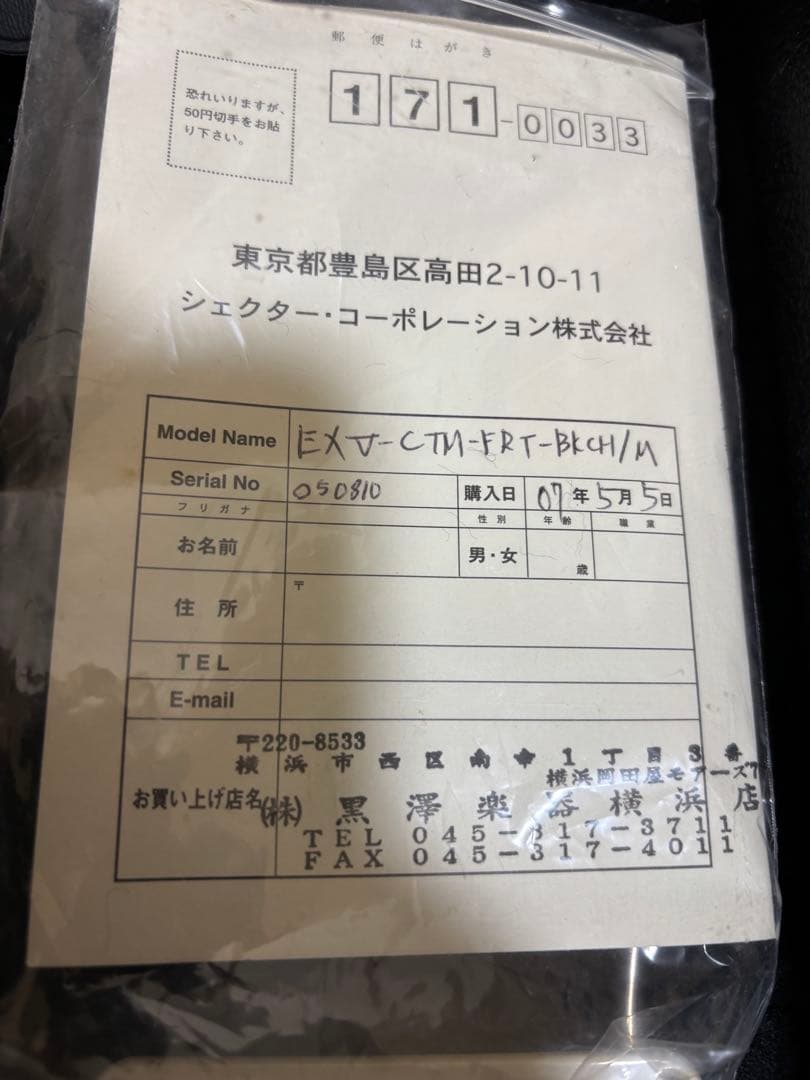 郵便はがき
恐れいりますが、
50円切手をお貼
り下さい。
171-0033
東京都豊島区高田2-10-11
シェクター・コーポレーション株式会社
Model Name EXV-CTM-FRT-BKCH/M
Serial No 050810 購入日 07年5月5日
フリガナ 性別 年齢 職業
お名前 男・女 歳
住所 〒
TEL
E-mail
〒220-8533
横浜市西区南幸1丁目3番
横浜岡田屋モアーズ7
お買い上げ店名 (株)黒澤楽器横浜店
TEL 045-317-3711
FAX 045-317-4011